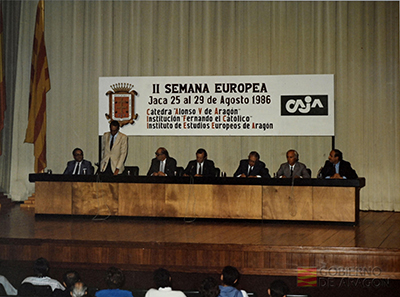 II SEMANA EUROPEA
Jaca 25 al 29 de Agosto 1986
Cátedra "Alonso V de Aragón"
Institución "Fernando el Católico"
Instituto de Estudios Europeos de Aragón
CAJA
GOBIERNO
DE ARAGON